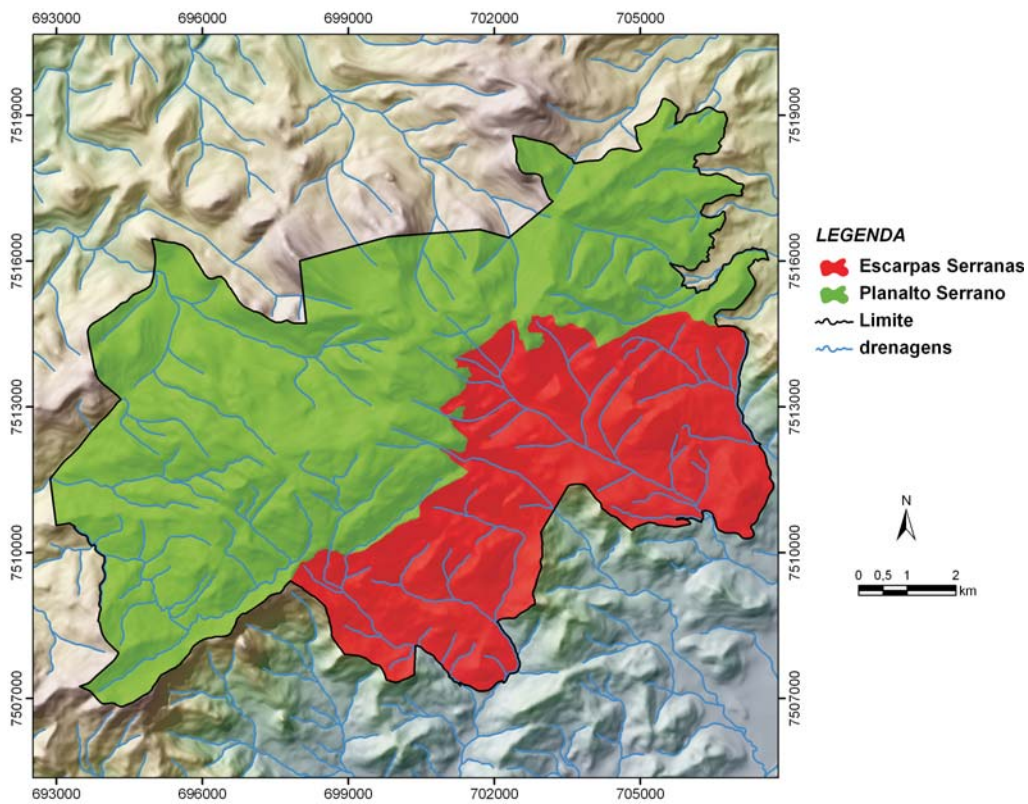 693000 696000 699000 702000 705000
7519000 7519000
7516000 7516000
7513000 7513000
7510000 7510000
7507000 7507000
693000 696000 699000 702000 705000
LEGENDA
Escarpas Serranas
Planalto Serrano
Limite
drenagens
N
0 0,5 1 2
km